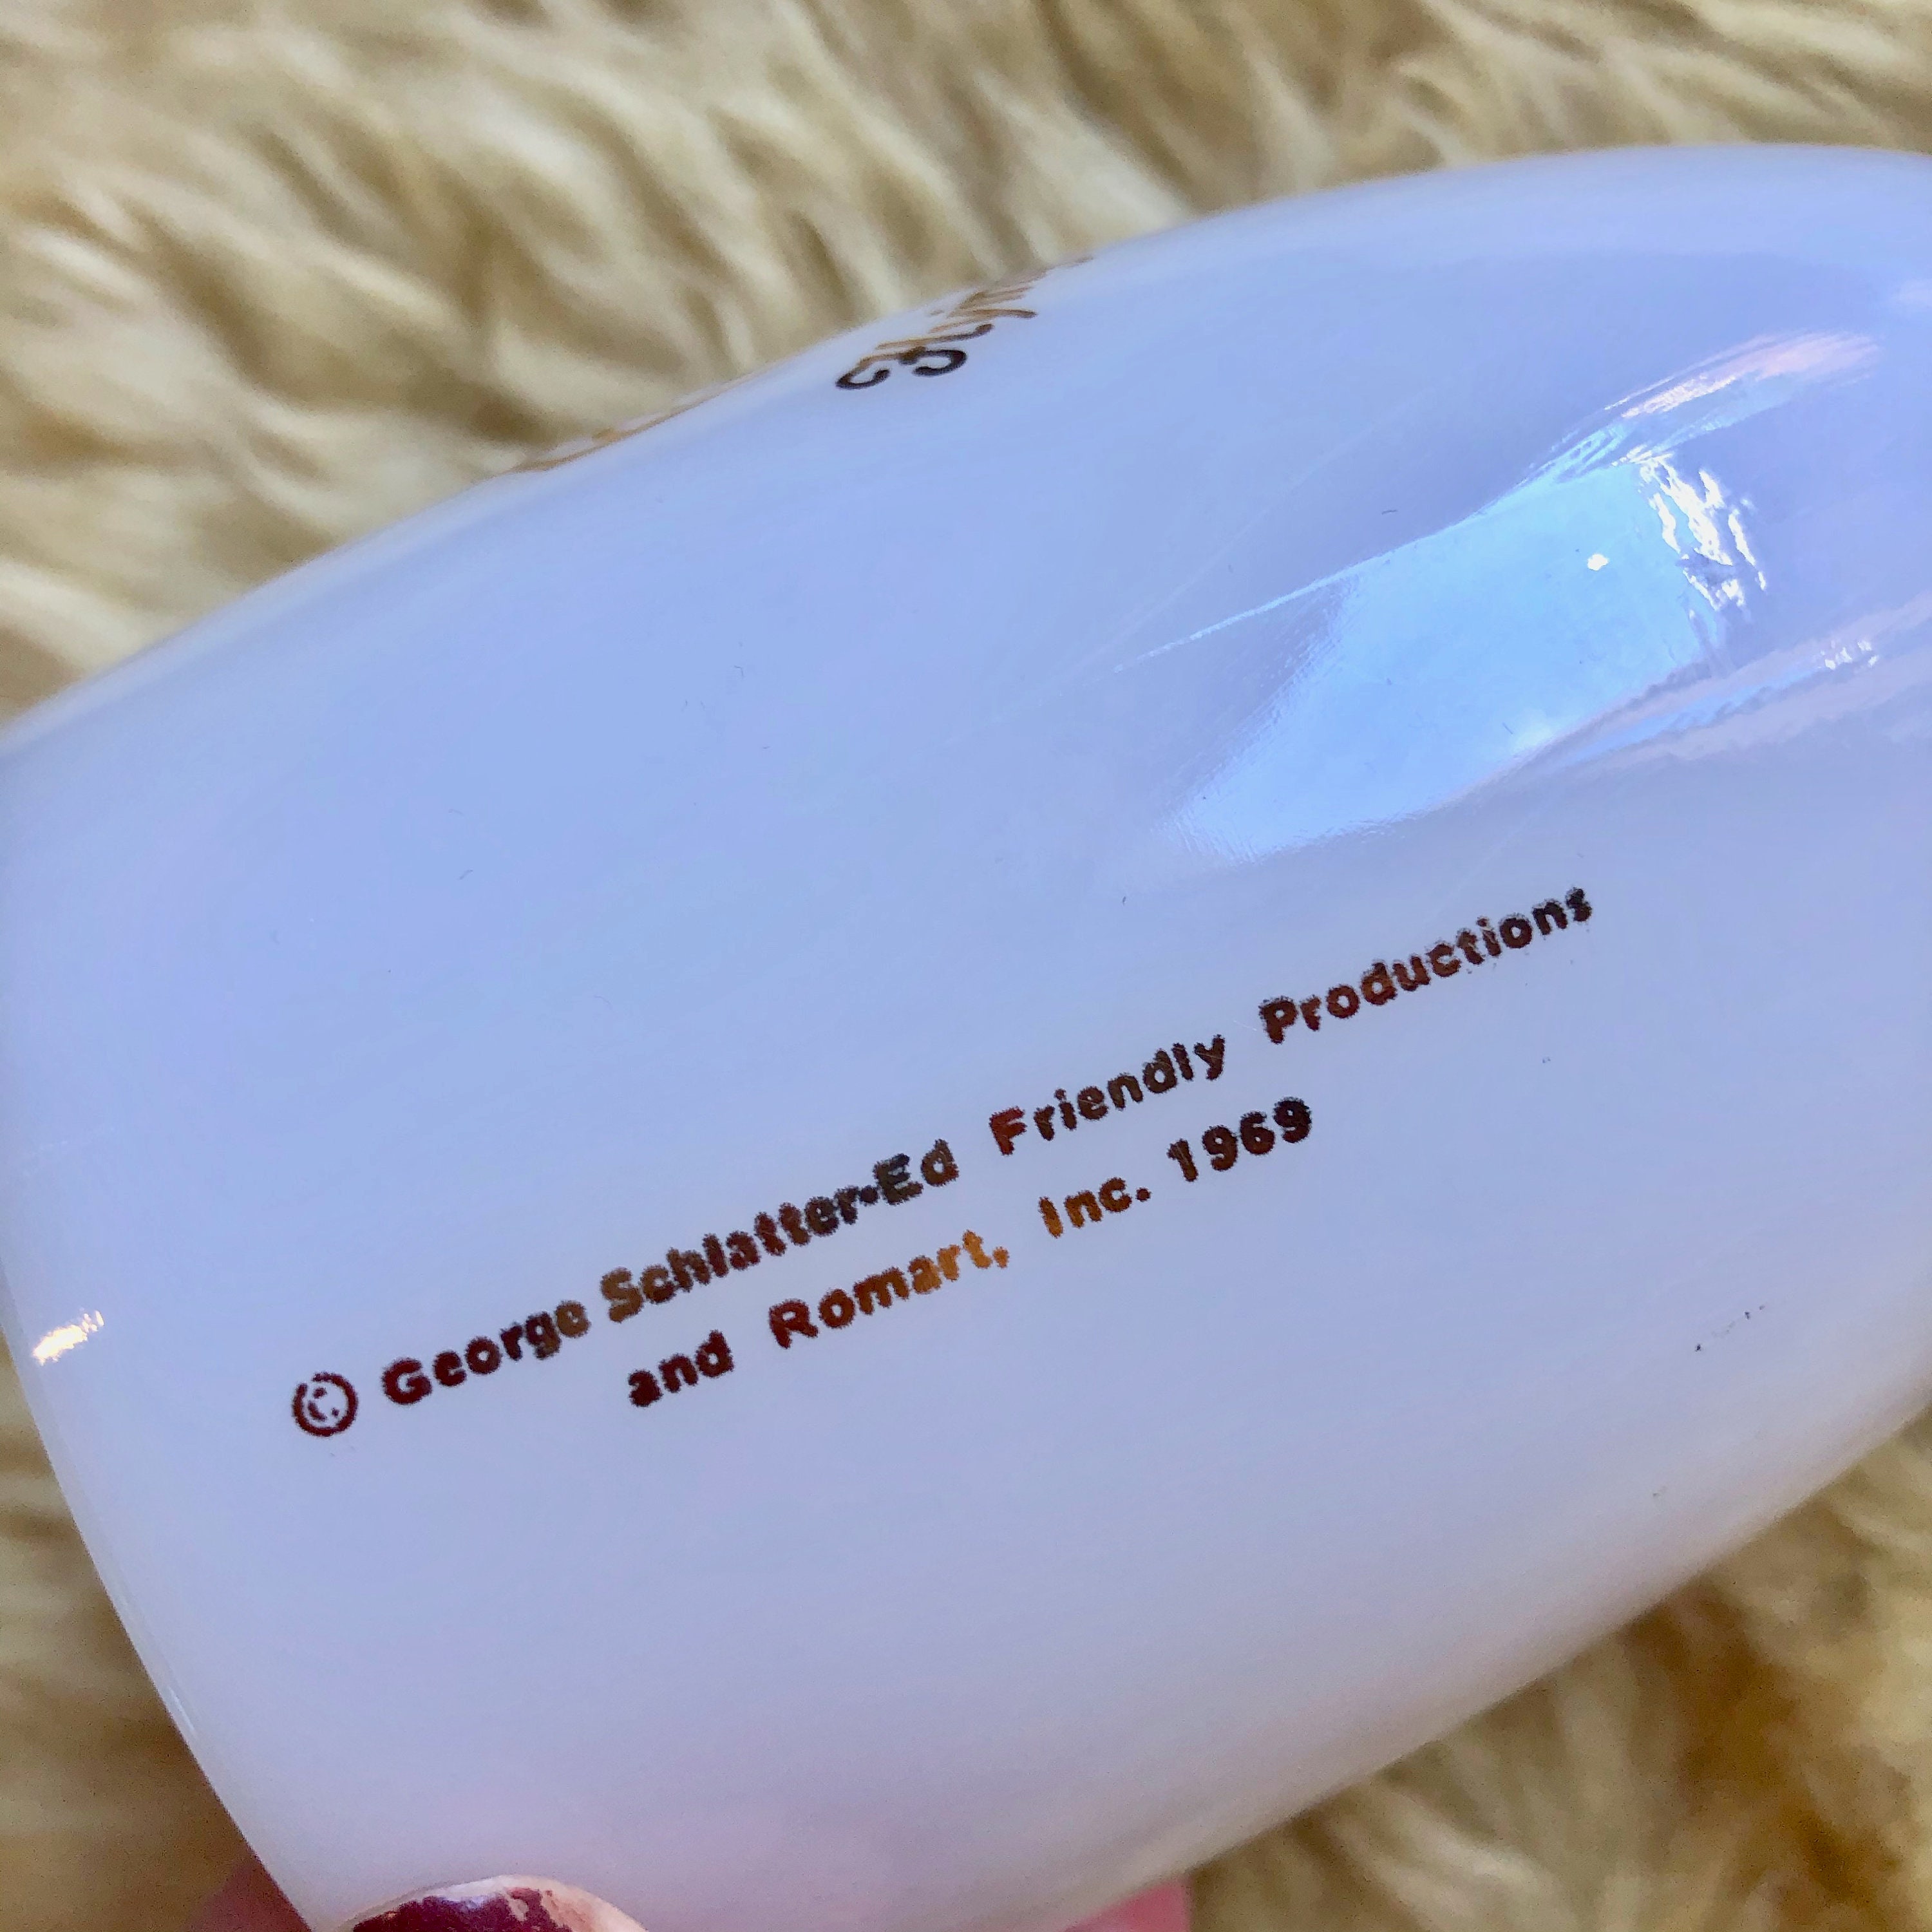 © George Schlatter-Ed Friendly Productions
and Romart, Inc. 1969